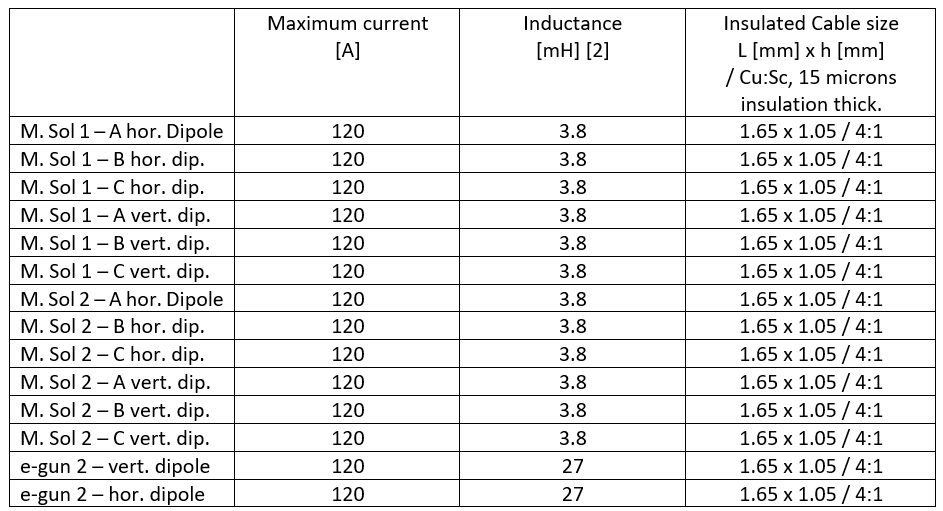 Maximum current
[A]
Inductance
[mH] [2]
Insulated Cable size
L [mm] x h [mm]
/ Cu:Sc, 15 microns
insulation thick.
M. Sol 1 – A hor. Dipole 120 3.8 1.65 x 1.05 / 4:1
M. Sol 1 – B hor. dip. 120 3.8 1.65 x 1.05 / 4:1
M. Sol 1 – C hor. dip. 120 3.8 1.65 x 1.05 / 4:1
M. Sol 1 – A vert. dip. 120 3.8 1.65 x 1.05 / 4:1
M. Sol 1 – B vert. dip. 120 3.8 1.65 x 1.05 / 4:1
M. Sol 1 – C vert. dip. 120 3.8 1.65 x 1.05 / 4:1
M. Sol 2 – A hor. Dipole 120 3.8 1.65 x 1.05 / 4:1
M. Sol 2 – B hor. dip. 120 3.8 1.65 x 1.05 / 4:1
M. Sol 2 – C hor. dip. 120 3.8 1.65 x 1.05 / 4:1
M. Sol 2 – A vert. dip. 120 3.8 1.65 x 1.05 / 4:1
M. Sol 2 – B vert. dip. 120 3.8 1.65 x 1.05 / 4:1
M. Sol 2 – C vert. dip. 120 3.8 1.65 x 1.05 / 4:1
e-gun 2 – vert. dipole 120 27 1.65 x 1.05 / 4:1
e-gun 2 – hor. dipole 120 27 1.65 x 1.05 / 4:1